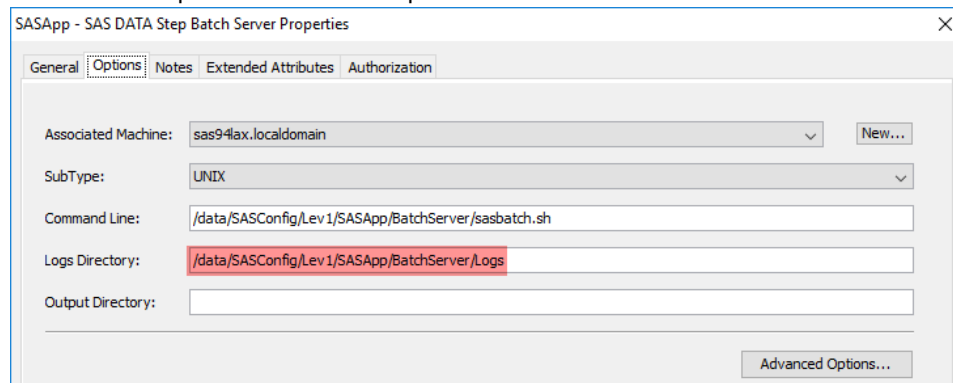 SASApp - SAS DATA Step Batch Server Properties
General Options Notes Extended Attributes Authorization
Associated Machine: sas94lax.localdomain New...
SubType: UNIX
Command Line: /data/SASConfig/Lev1/SASApp/BatchServer/sasbatch.sh
Logs Directory: /data/SASConfig/Lev1/SASApp/BatchServer/Logs
Output Directory:
Advanced Options...